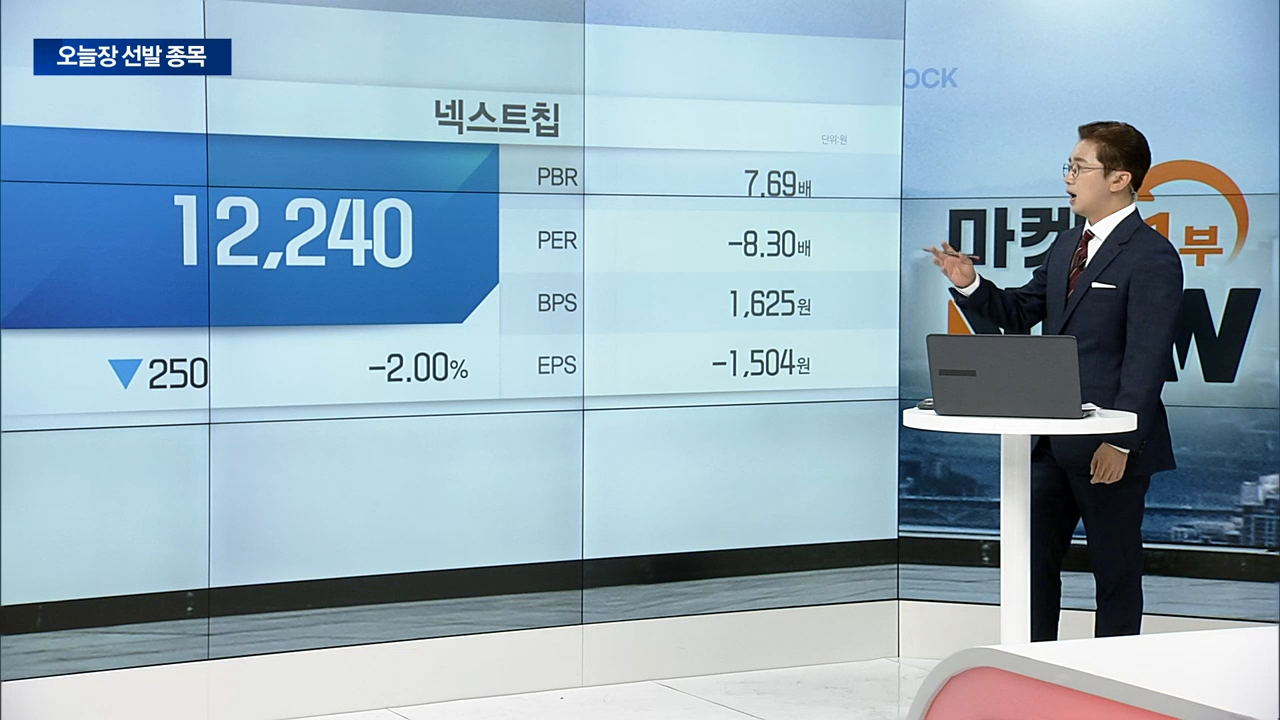 오늘장 선발 종목
넥스트칩
단위:원
12,240
▼250 -2.00%
PBR 7.69배
PER -8.30배
BPS 1,625원
EPS -1,504원
OCK
마켓 1부
W